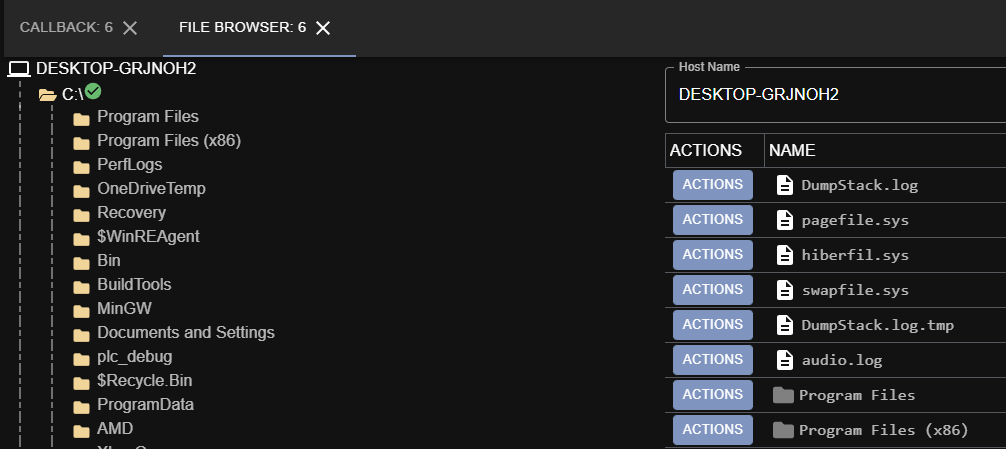 CALLBACK: 6
FILE BROWSER: 6
DESKTOP-GRJNOH2
C:\
Program Files
Program Files (x86)
PerfLogs
OneDriveTemp
Recovery
$WinREAgent
Bin
BuildTools
MinGW
Documents and Settings
plc_debug
$Recycle.Bin
ProgramData
AMD
Host Name
DESKTOP-GRJNOH2
ACTIONS NAME
ACTIONS DumpStack.log
ACTIONS pagefile.sys
ACTIONS hiberfil.sys
ACTIONS swapfile.sys
ACTIONS DumpStack.log.tmp
ACTIONS audio.log
ACTIONS Program Files
ACTIONS Program Files (x86)